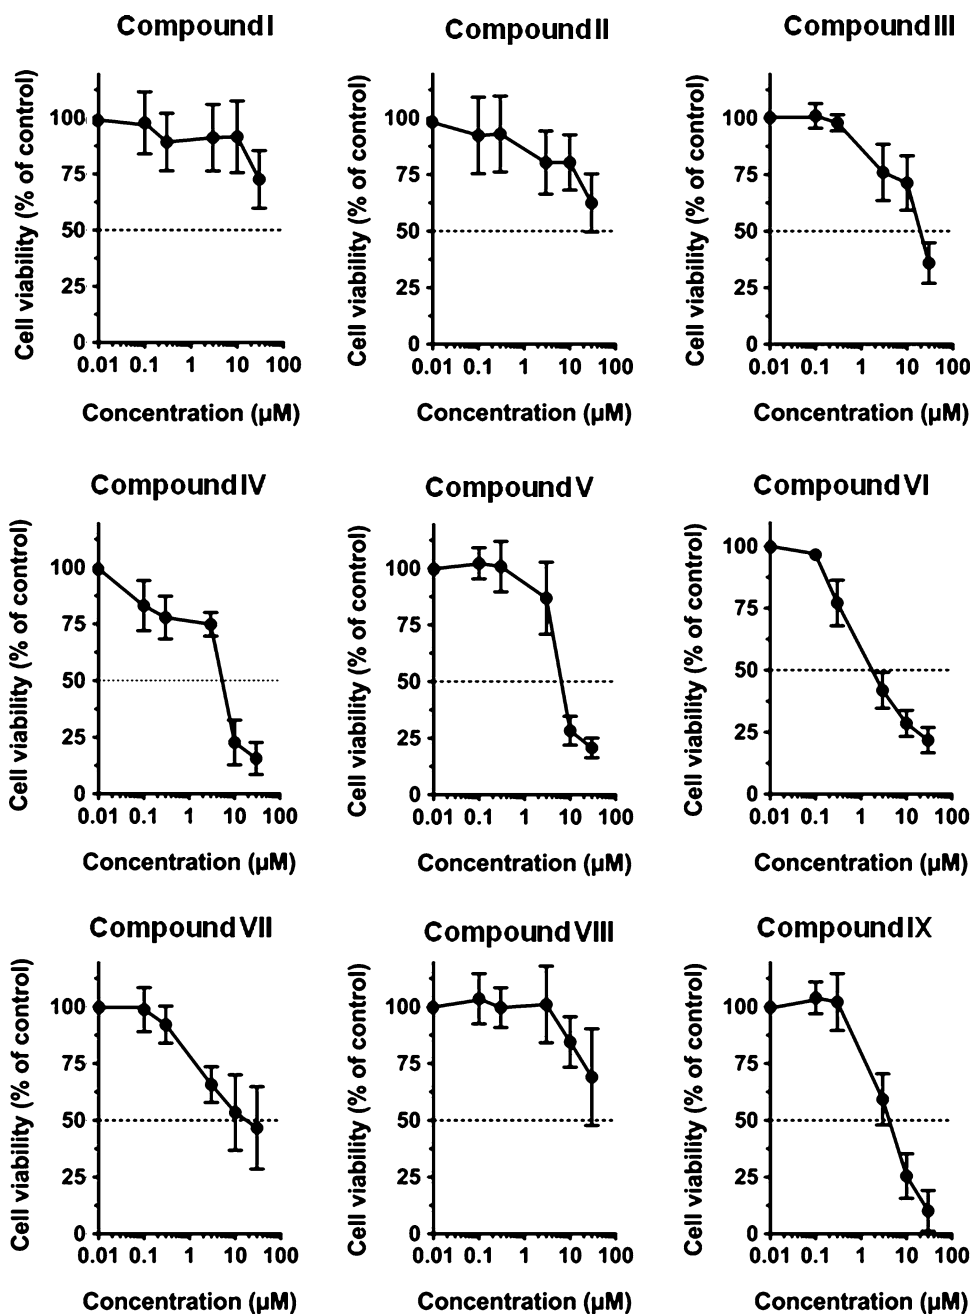 Compound I
Cell viability (% of control)
100
75
50
25
0
0.01 0.1 1 10 100
Concentration (µM)
Compound II
Cell viability (% of control)
100
75
50
25
0
0.01 0.1 1 10 100
Concentration (µM)
Compound III
Cell viability (% of control)
100
75
50
25
0
0.01 0.1 1 10 100
Concentration (µM)
Compound IV
Cell viability (% of control)
100
75
50
25
0
0.01 0.1 1 10 100
Concentration (µM)
Compound V
Cell viability (% of control)
100
75
50
25
0
0.01 0.1 1 10 100
Concentration (µM)
Compound VI
Cell viability (% of control)
100
75
50
25
0
0.01 0.1 1 10 100
Concentration (µM)
Compound VII
Cell viability (% of control)
100
75
50
25
0
0.01 0.1 1 10 100
Concentration (µM)
Compound VIII
Cell viability (% of control)
100
75
50
25
0
0.01 0.1 1 10 100
Concentration (µM)
Compound IX
Cell viability (% of control)
100
75
50
25
0
0.01 0.1 1 10 100
Concentration (µM)